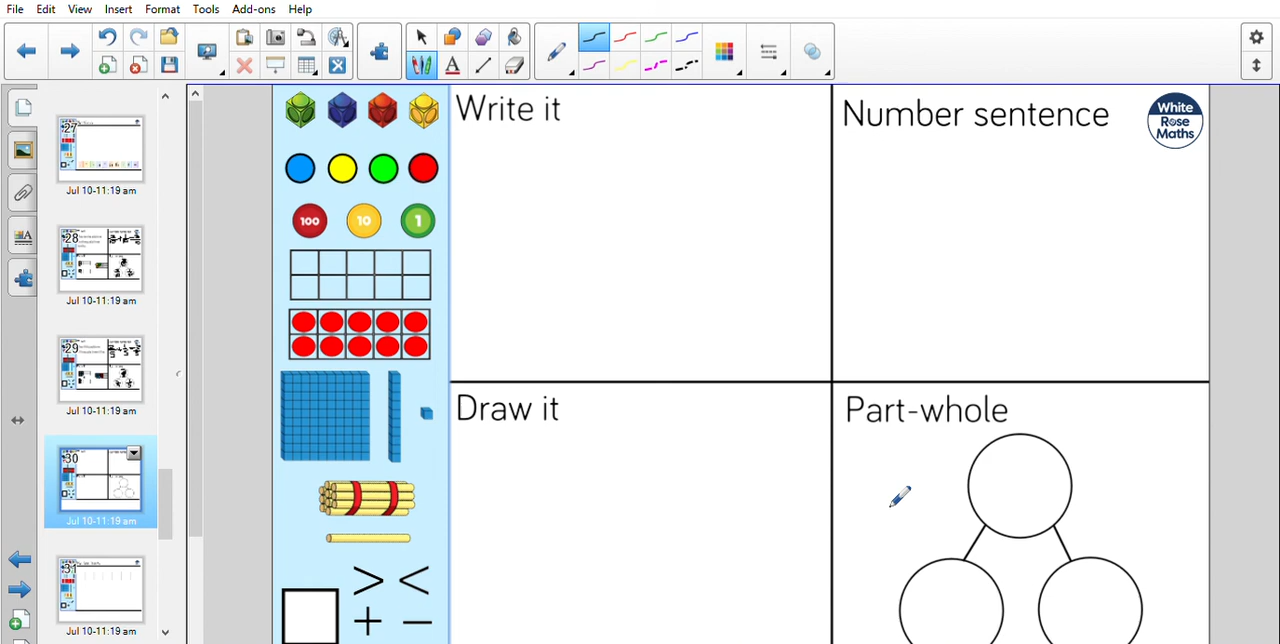 File Edit View Insert Format Tools Add-ons Help
27
Jul 10-11:19 am
28
Jul 10-11:19 am
29
Jul 10-11:19 am
30
Jul 10-11:19 am
31
Jul 10-11:19 am
100 10 1
> <
+ −
Write it
Number sentence
White
Rose
Maths
Draw it
Part-whole